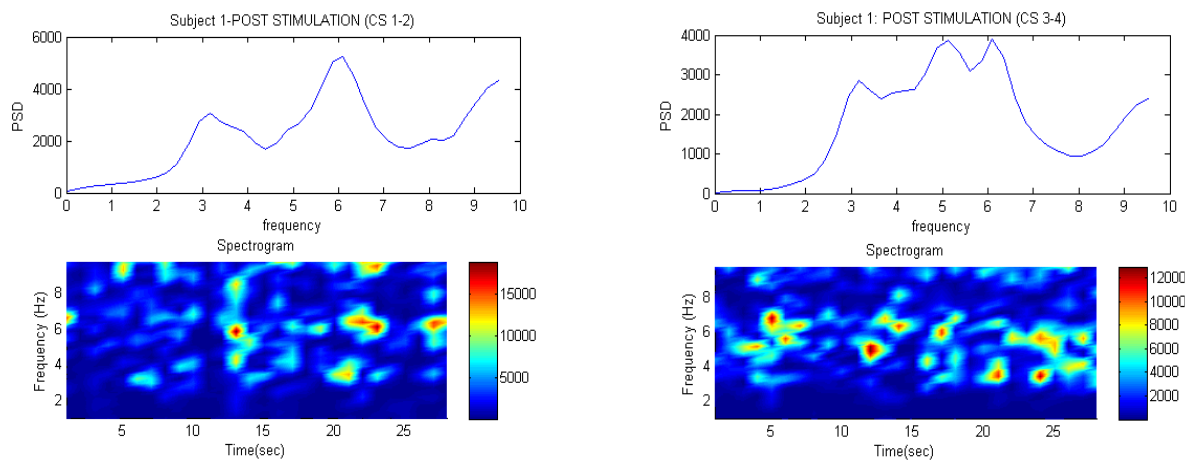 Subject 1-POST STIMULATION (CS 1-2)
6000
4000
2000
0
PSD
0 1 2 3 4 5 6 7 8 9 10
frequency
Spectrogram
8
6
4
2
Frequency (Hz)
5 10 15 20 25
Time(sec)
15000
10000
5000
Subject 1: POST STIMULATION (CS 3-4)
4000
3000
2000
1000
0
PSD
0 1 2 3 4 5 6 7 8 9 10
frequency
Spectrogram
8
6
4
2
Frequency (Hz)
5 10 15 20 25
Time(sec)
12000
10000
8000
6000
4000
2000